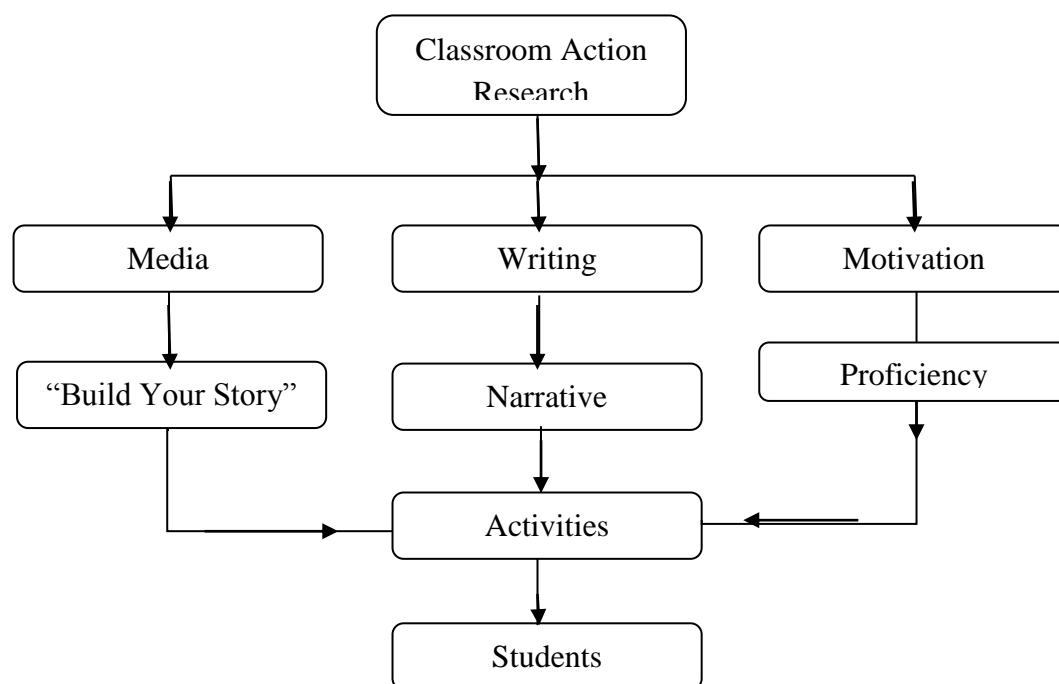 Classroom Action
Research
Media
Writing
Motivation
“Build Your Story”
Narrative
Proficiency
Activities
Students